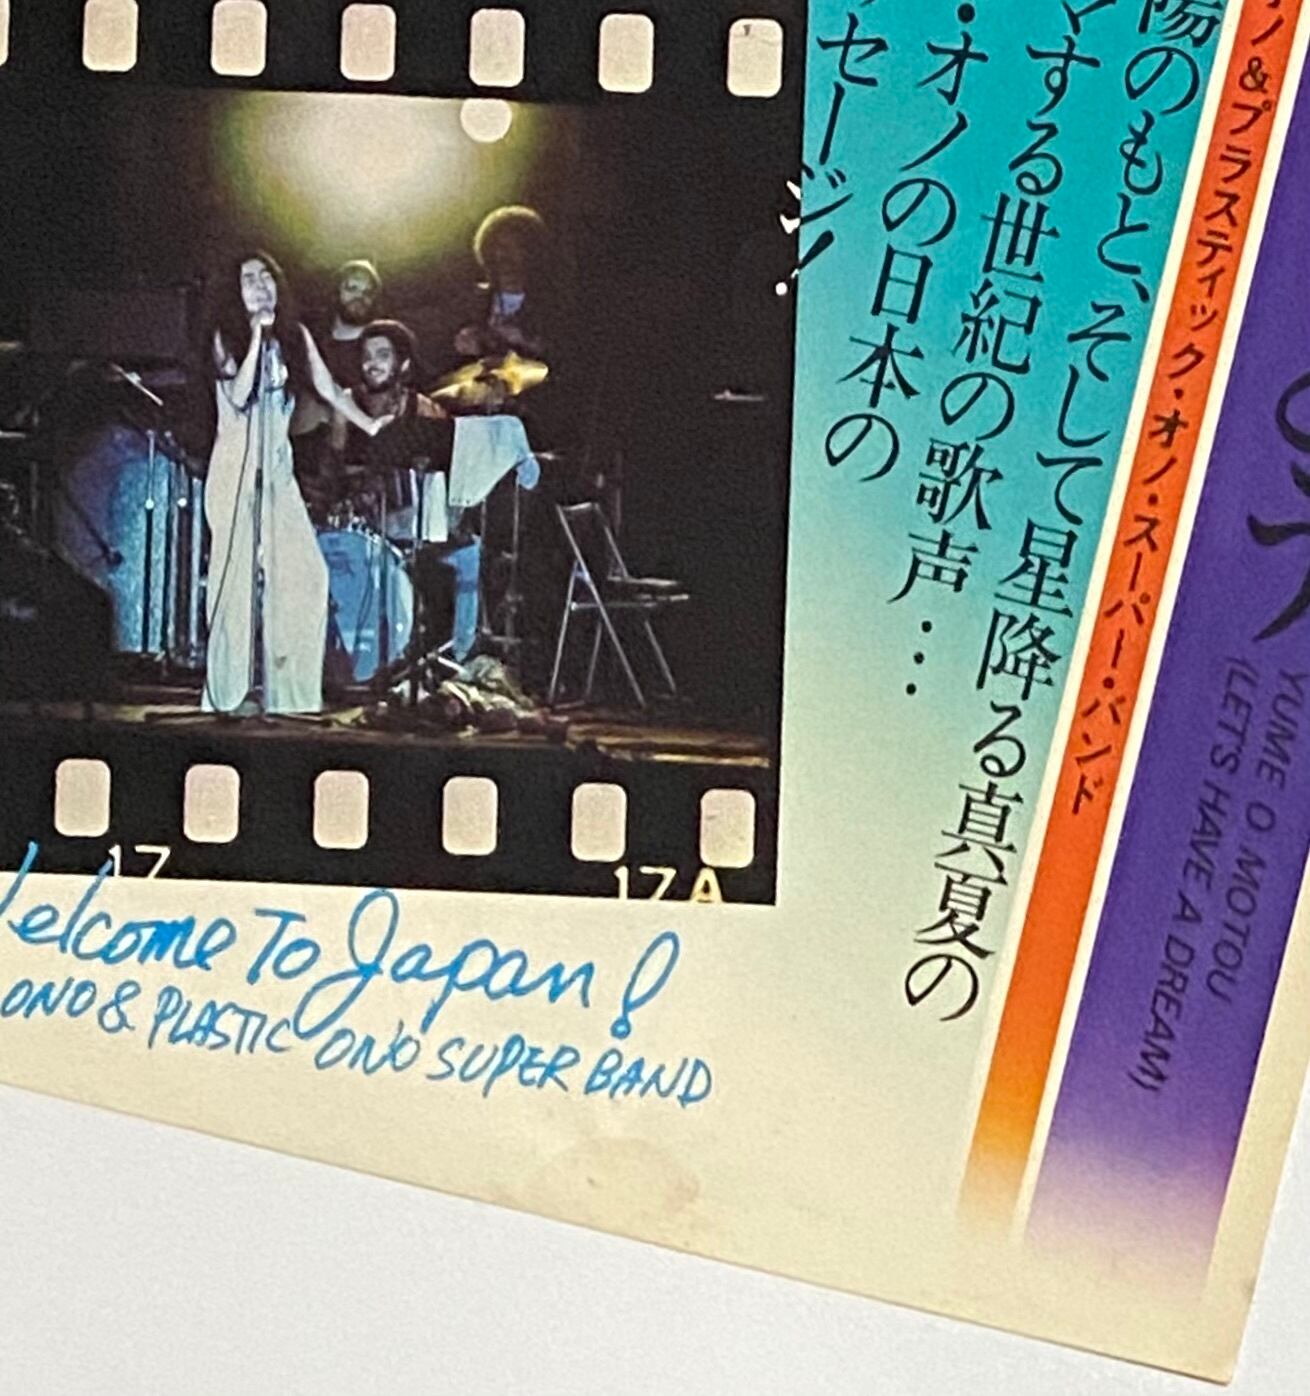 &プラスティック・オノ・スーパー・バンド
YUME O MOTOU
(LET'S HAVE A DREAM)
陽のもと、そして星降る真夏の
マする世紀の歌声・・・
・オノの日本の
セージ!
17
17A
Welcome To Japan!
ONO & PLASTIC ONO SUPER BAND